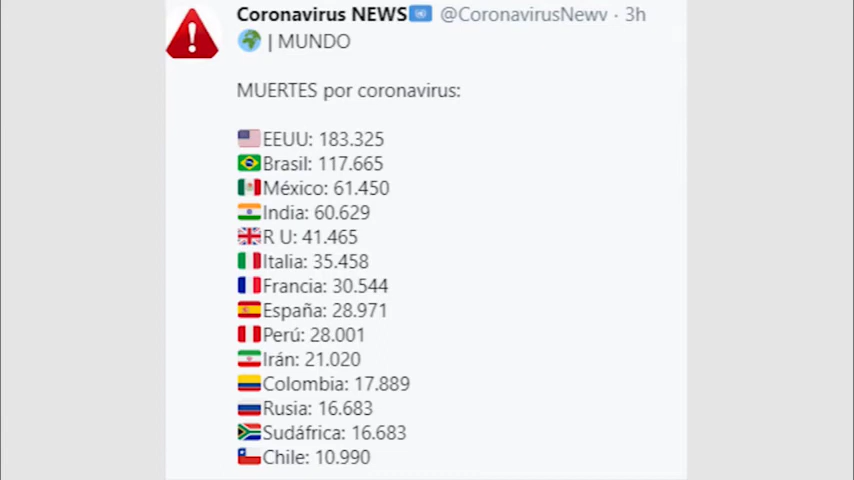 Coronavirus NEWS @CoronavirusNewv · 3h
| MUNDO
MUERTES por coronavirus:
EEUU: 183.325
Brasil: 117.665
México: 61.450
India: 60.629
R U: 41.465
Italia: 35.458
Francia: 30.544
España: 28.971
Perú: 28.001
Irán: 21.020
Colombia: 17.889
Rusia: 16.683
Sudáfrica: 16.683
Chile: 10.990